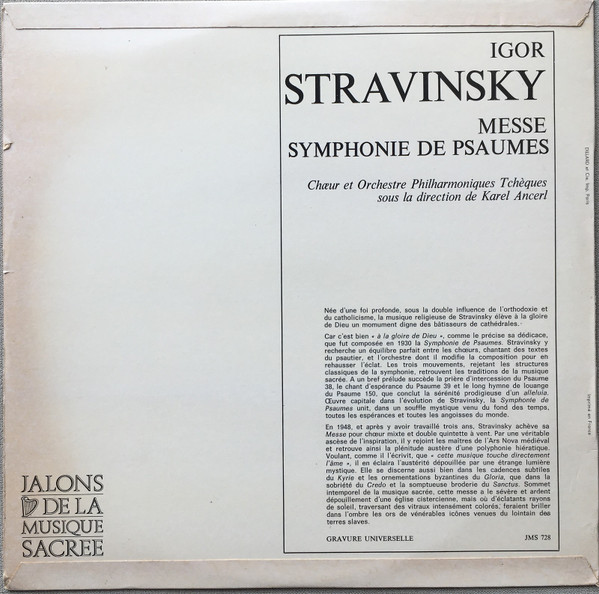 IGOR
STRAVINSKY
MESSE
SYMPHONIE DE PSAUMES
Chœur et Orchestre Philharmoniques Tchèques
sous la direction de Karel Ancerl
Née d'une foi profonde, sous la double influence de l'orthodoxie et
du catholicisme, la musique religieuse de Stravinsky élève à la gloire
de Dieu un monument digne des bâtisseurs de cathédrales.
Car c'est bien « à la gloire de Dieu », comme le précise sa dédicace,
que fut composée en 1930 la Symphonie de Psaumes. Stravinsky y
recherche un équilibre parfait entre les chœurs, chantant des textes
du psautier, et l'orchestre dont il modifie la composition pour en
rehausser l'éclat. Les trois mouvements, rejetant les structures
classiques de la symphonie, retrouvent les traditions de la musique
sacrée. A un bref prélude succède la prière d'intercession du Psaume
38, le chant d'espérance du Psaume 39 et le long hymne de louange
du Psaume 150, que conclut la sérénité prodigieuse d'un alleluia.
Œuvre capitale dans l'évolution de Stravinsky, la Symphonie de
Psaumes unit, dans un souffle mystique venu du fond des temps,
toutes les espérances et toutes les angoisses du monde.
En 1948, et après y avoir travaillé trois ans, Stravinsky achève sa
Messe pour chœur mixte et double quintette à vent. Par une véritable
ascèse de l'inspiration, il y rejoint les maîtres de l'Ars Nova médiéval
et retrouve ainsi la plénitude austère d'une polyphonie hiératique.
Voulant, comme il l'écrivit, que « cette musique touche directement
l'âme », il en éclaira l'austérité dépouillée par une étrange lumière
mystique. Elle se discerne aussi bien dans les cadences subtiles
du Kyrie et les ornementations byzantines du Gloria, que dans la
sobriété du Credo et la somptueuse broderie du Sanctus. Sommet
intemporel de la musique sacrée, cette messe a le sévère et ardent
dépouillement d'une église cistercienne, mais où d'éclatants rayons
de soleil, traversant des vitraux intensément colorés, feraient briller
dans l'ombre les ors de vénérables icônes venues du lointain des
terres slaves.
GRAVURE UNIVERSELLE JMS 728
JALONS
DE LA
MUSIQUE
SACREE
DILLARD et Cie Imp. Paris
Imprimé en France